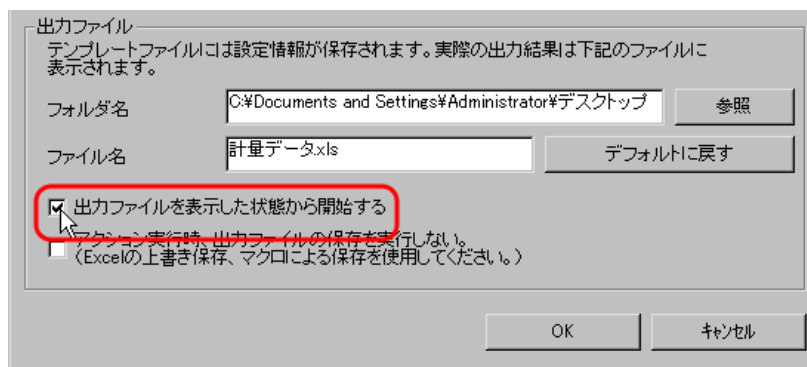 出力ファイル
テンプレートファイルには設定情報が保存されます。実際の出力結果は下記のファイルに
表示されます。
フォルダ名
C:¥Documents and Settings¥Administrator¥デスクトップ
参照
ファイル名
計量データ.xls
デフォルトに戻す
出力ファイルを表示した状態から開始する
アクション実行時、出力ファイルの保存を実行しない。
(Excelの上書き保存、マクロによる保存を使用してください。)
OK
キャンセル